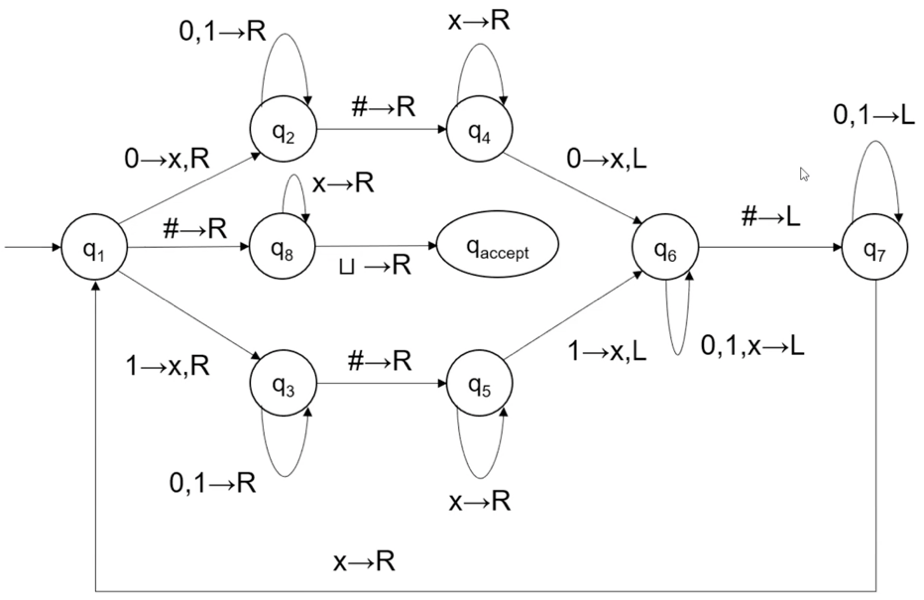 x→R
0,1→R
#→R
0,1→L
q2
q4
0→x,R
0→x,L
x→R
#→R
#→L
q1
q8
qaccept
q6
q7
⊔ →R
1→x,R
#→R
1→x,L
0,1,x→L
q3
q5
0,1→R
x→R
x→R